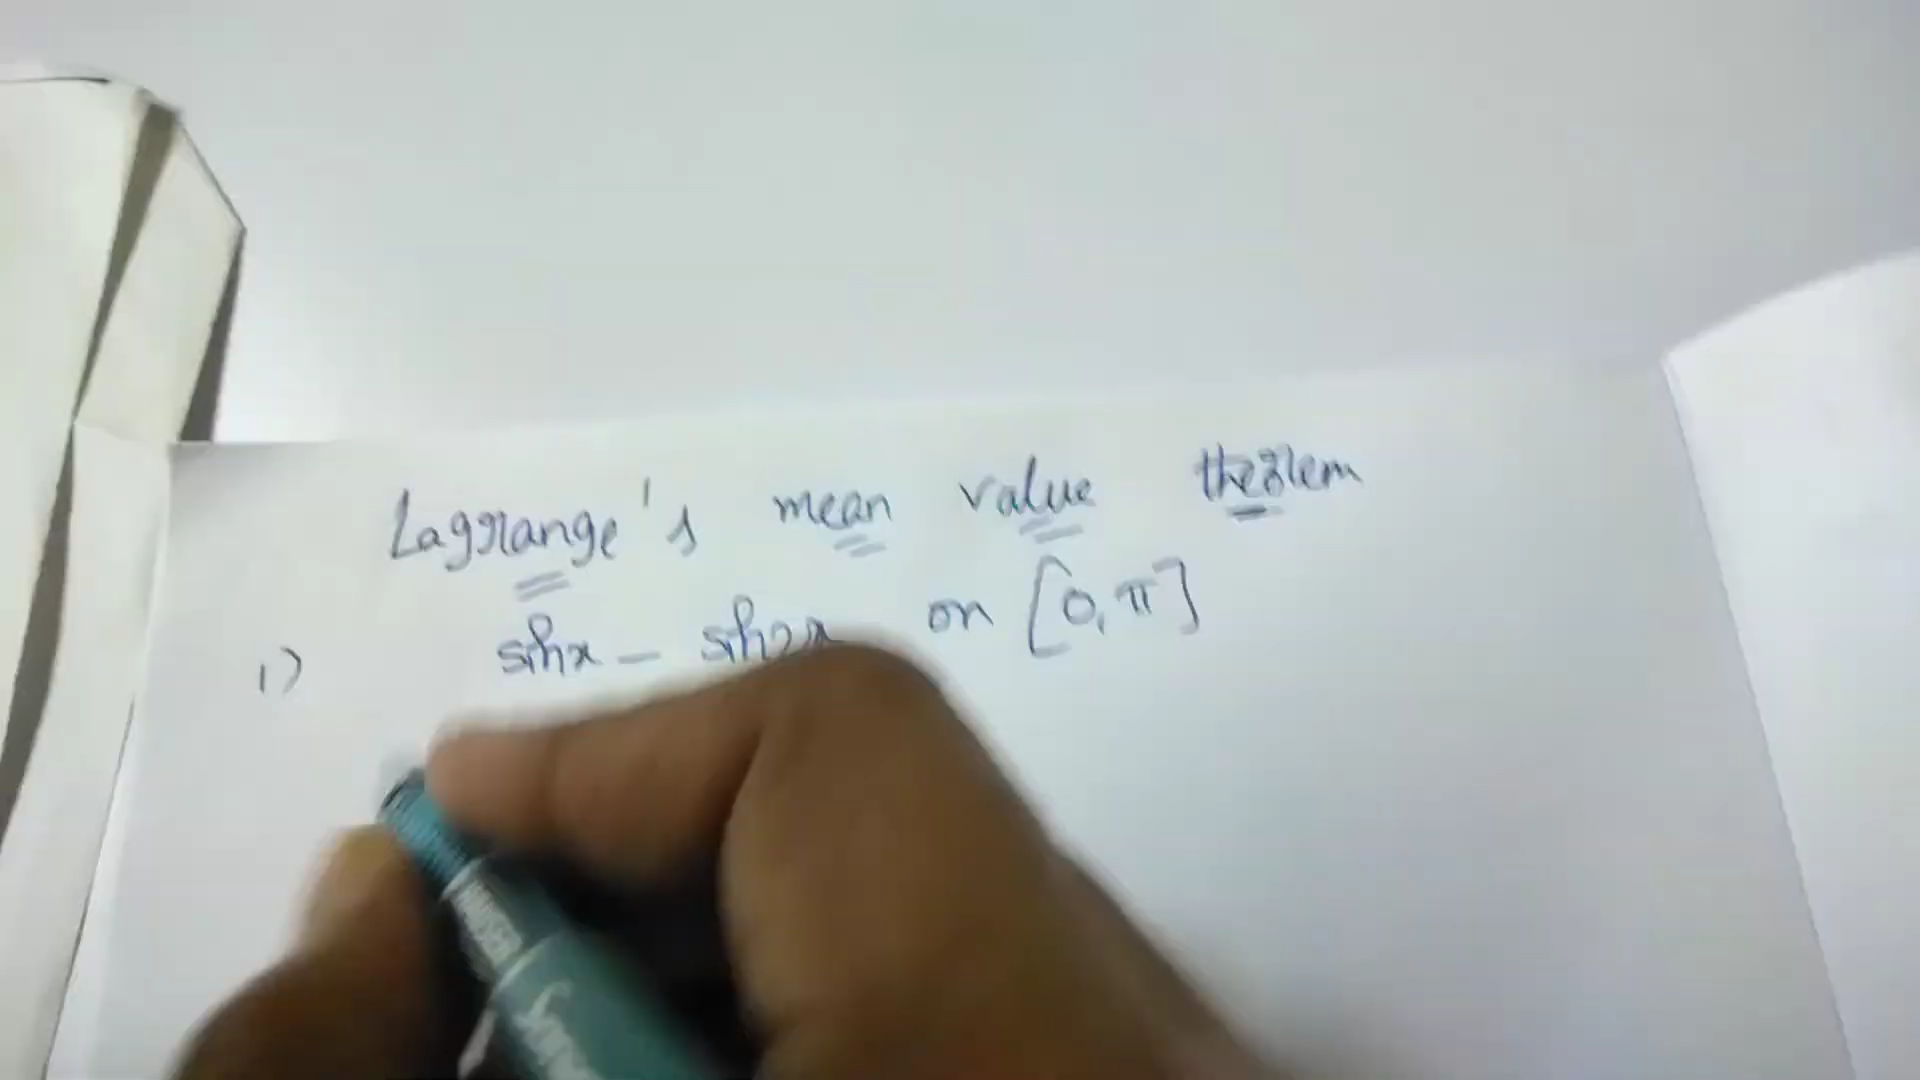 Lagrange's mean value theorem
1) sinx - sin2x on [0, π]